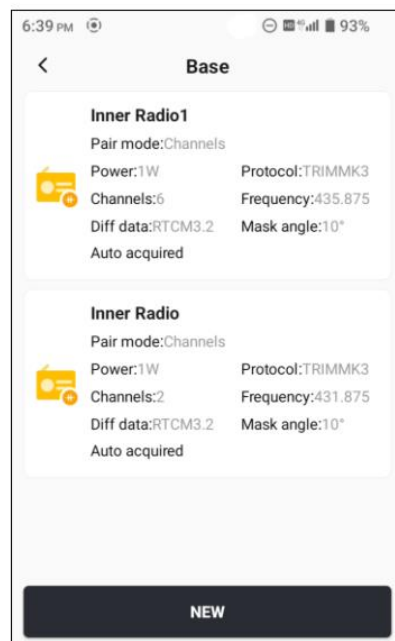 6:39 PM 93%
Base
Inner Radio1
Pair mode:Channels
Power:1W Protocol:TRIMMK3
Channels:6 Frequency:435.875
Diff data:RTCM3.2 Mask angle:10°
Auto acquired
Inner Radio
Pair mode:Channels
Power:1W Protocol:TRIMMK3
Channels:2 Frequency:431.875
Diff data:RTCM3.2 Mask angle:10°
Auto acquired
NEW